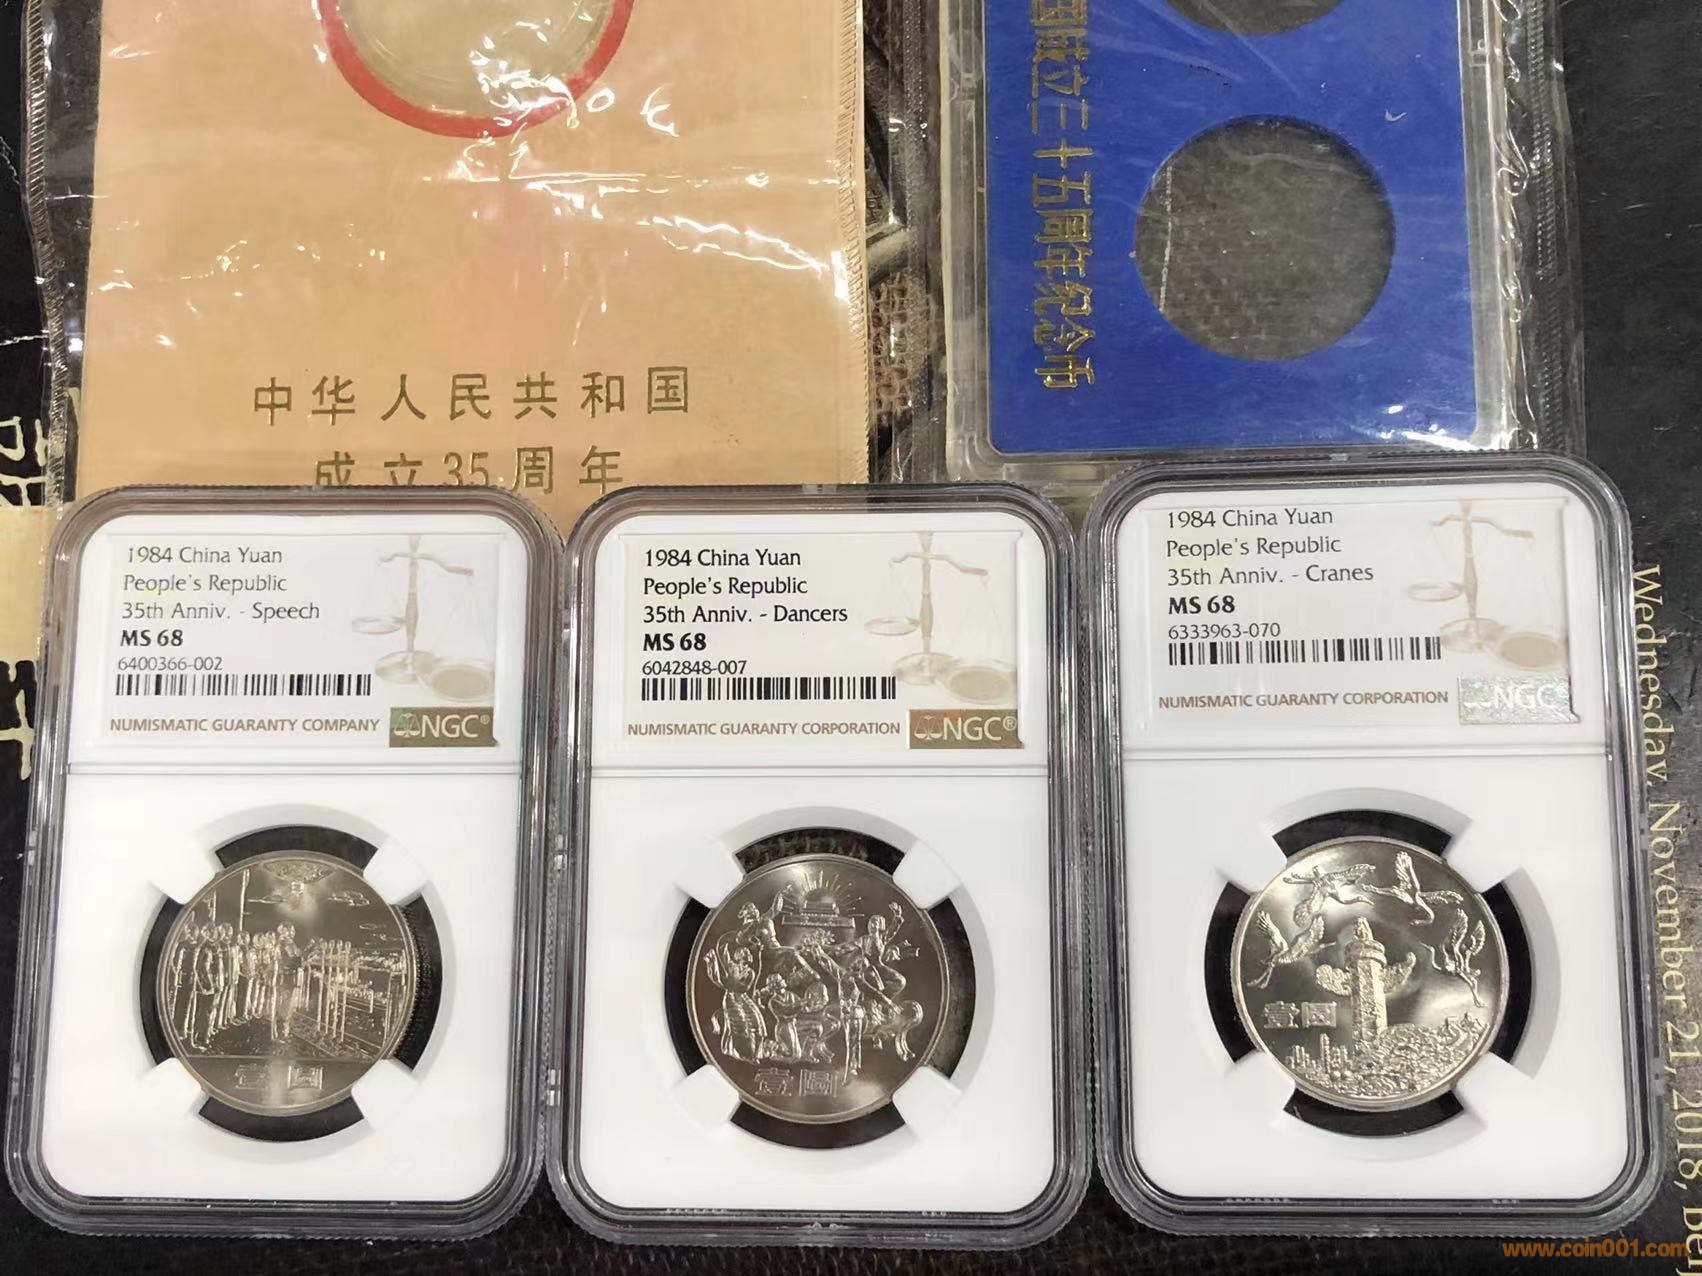 国成立三十五周年纪念币
中华人民共和国
成立35周年
1984 China Yuan
People's Republic
35th Anniv. - Speech
MS 68
6400366-002
NUMISMATIC GUARANTY COMPANY
NGC®
1984 China Yuan
People's Republic
35th Anniv. - Dancers
MS 68
6042848-007
NUMISMATIC GUARANTY CORPORATION
NGC®
1984 China Yuan
People's Republic
35th Anniv. - Cranes
MS 68
6333963-070
NUMISMATIC GUARANTY CORPORATION
NGC
壹圆
壹圆
壹圆
Wednesday, November 21, 2018,
www.coin001.com